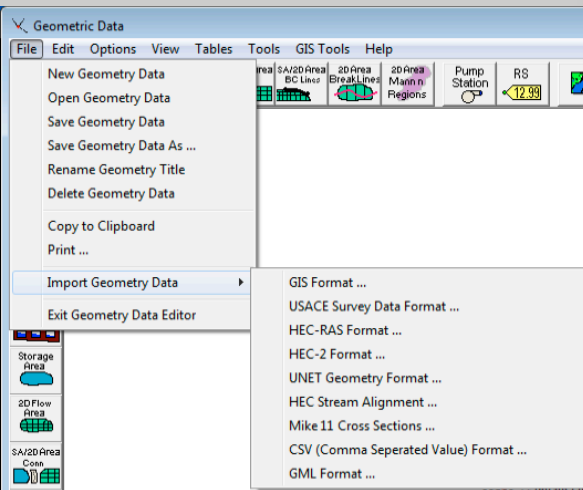 Geometric Data
File Edit Options View Tables Tools GIS Tools Help
New Geometry Data
Open Geometry Data
Save Geometry Data
Save Geometry Data As ...
Rename Geometry Title
Delete Geometry Data
Copy to Clipboard
Print ...
Import Geometry Data
Exit Geometry Data Editor
SA/2D Area
BC Lines
2D Area
BreakLines
2D Area
Mann n
Regions
Pump
Station
RS
12.99
GIS Format ...
USACE Survey Data Format ...
HEC-RAS Format ...
HEC-2 Format ...
UNET Geometry Format ...
HEC Stream Alignment ...
Mike 11 Cross Sections ...
CSV (Comma Seperated Value) Format ...
GML Format ...
Storage
Area
2D Flow
Area
SA/2D Area
Conn